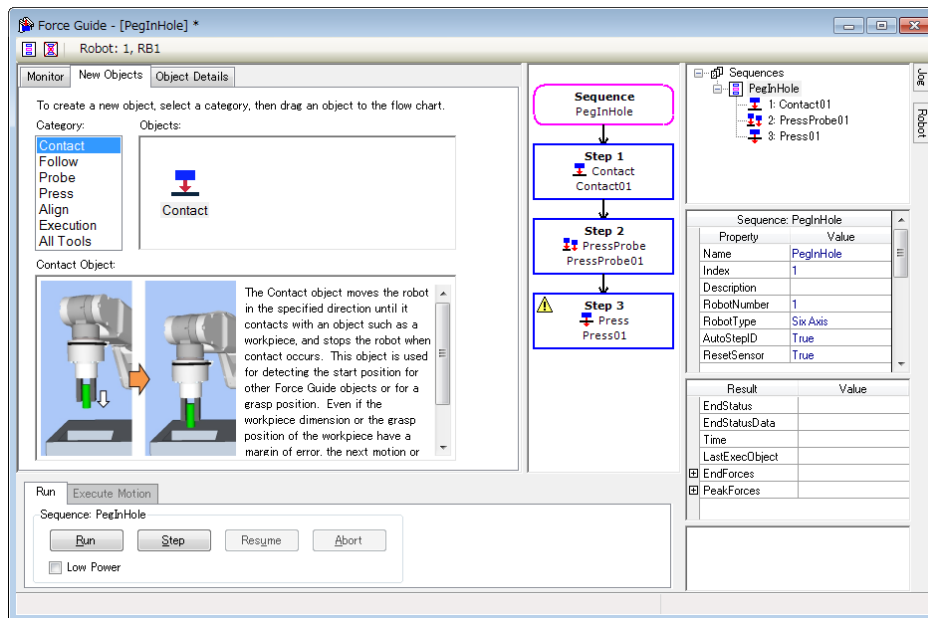 Force Guide - [PegInHole] *
Robot: 1, RB1
Monitor
New Objects
Object Details
To create a new object, select a category, then drag an object to the flow chart.
Category:
Objects:
Contact
Follow
Probe
Press
Align
Execution
All Tools
Contact
Contact Object:
The Contact object moves the robot
in the specified direction until it
contacts with an object such as a
workpiece, and stops the robot when
contact occurs. This object is used
for detecting the start position for
other Force Guide objects or for a
grasp position. Even if the
workpiece dimension or the grasp
position of the workpiece have a
margin of error, the next motion or
Sequence
PegInHole
Step 1
Contact
Contact01
Step 2
PressProbe
PressProbe01
Step 3
Press
Press01
Sequences
PegInHole
1: Contact01
2: PressProbe01
3: Press01
Jog
Robot
Sequence: PegInHole
Property Value
Name PegInHole
Index 1
Description
RobotNumber 1
RobotType Six Axis
AutoStepID True
ResetSensor True
Result Value
EndStatus
EndStatusData
Time
LastExecObject
EndForces
PeakForces
Run
Execute Motion
Sequence: PegInHole
Run
Step
Resume
Abort
Low Power